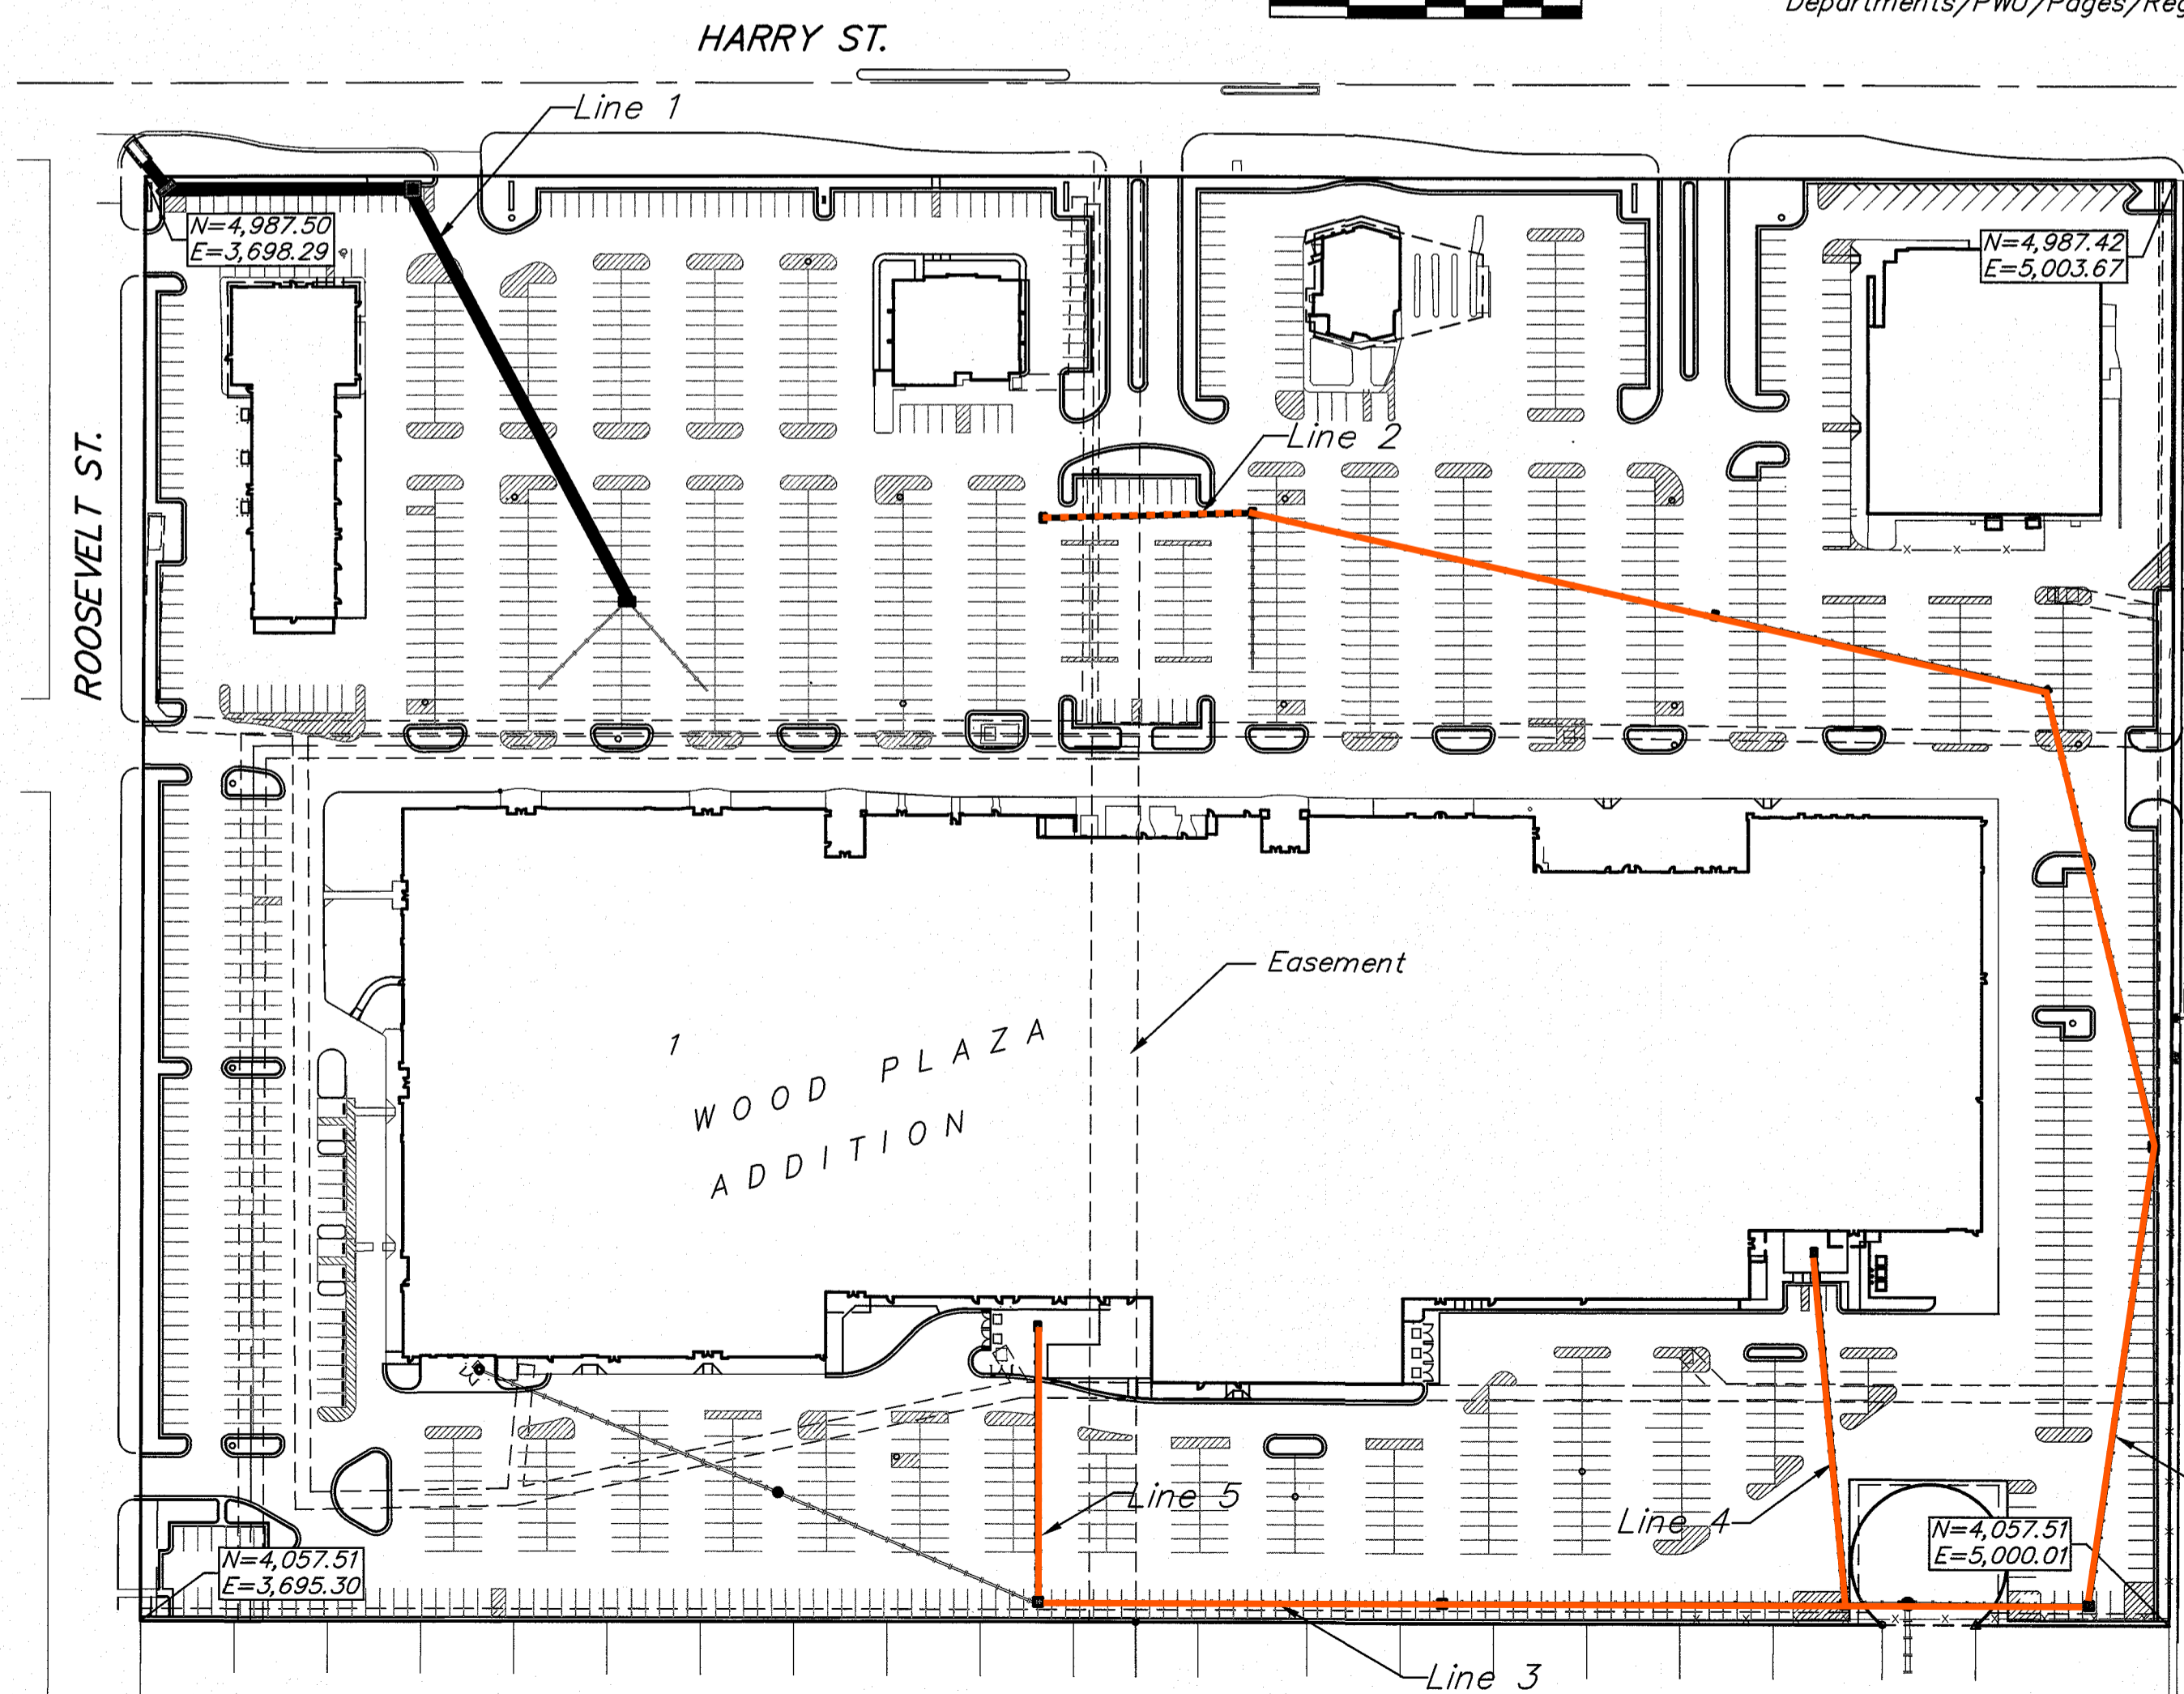 Departments/PWU/Pages/Reg
HARRY ST.
Line 1
N=4,987.50
E=3,698.29
N=4,987.42
E=5,003.67
ROOSEVELT ST.
Line 2
Easement
1
WOOD PLAZA
ADDITION
Line 5
Line 4
N=4,057.51
E=3,695.30
N=4,057.51
E=5,000.01
Line 3